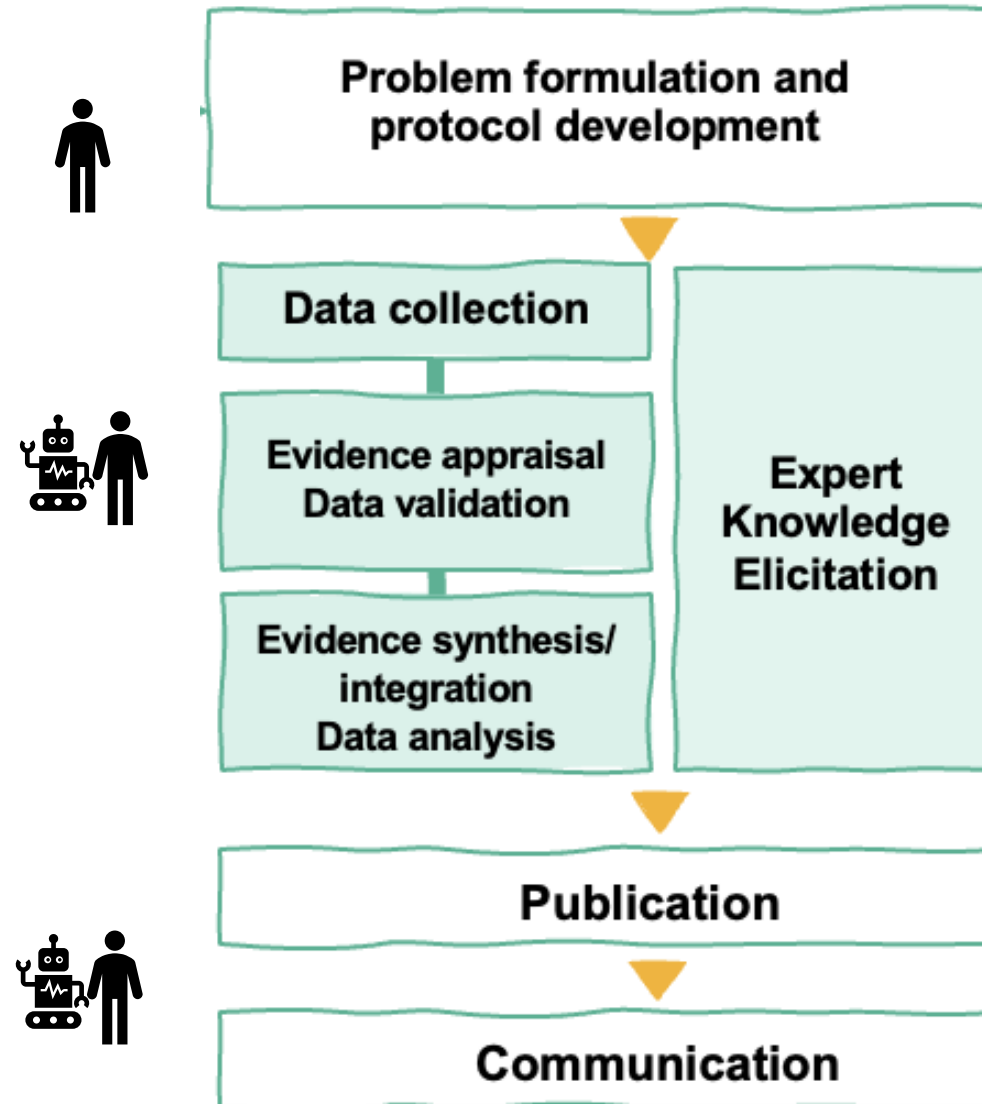 Problem formulation and
protocol development
Data collection
Evidence appraisal
Data validation
Evidence synthesis/
integration
Data analysis
Expert
Knowledge
Elicitation
Publication
Communication